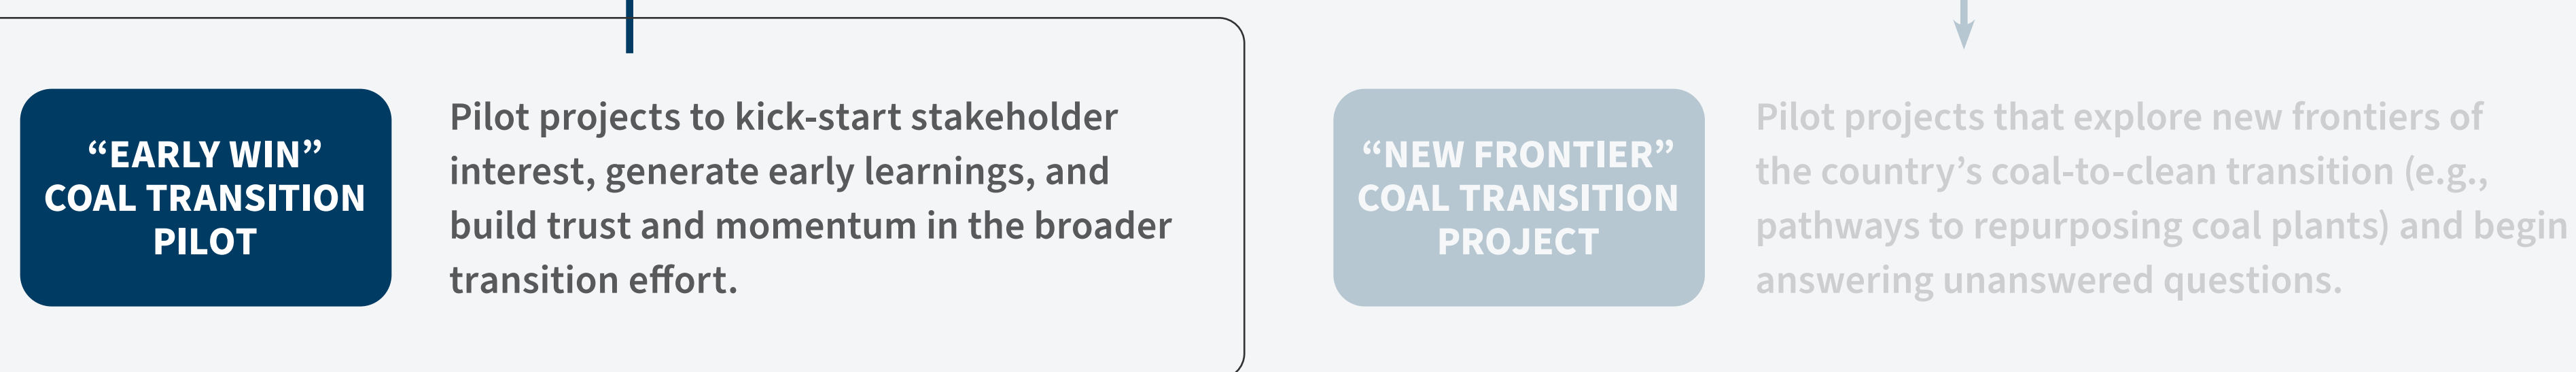 “EARLY WIN”
COAL TRANSITION
PILOT
Pilot projects to kick-start stakeholder
interest, generate early learnings, and
build trust and momentum in the broader
transition effort.
“NEW FRONTIER”
COAL TRANSITION
PROJECT
Pilot projects that explore new frontiers of
the country’s coal-to-clean transition (e.g.,
pathways to repurposing coal plants) and begin
answering unanswered questions.